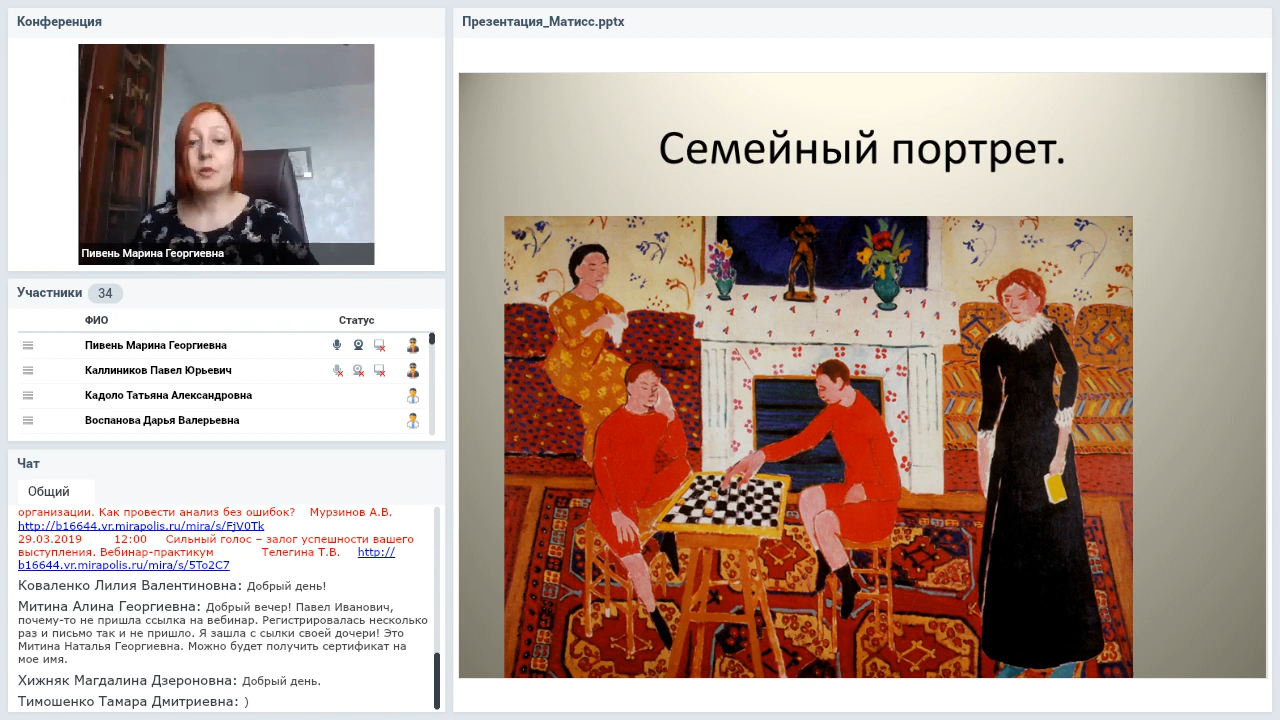 Конференция
Пивень Марина Георгиевна
Участники 34
ФИО Статус
Пивень Марина Георгиевна
Каллиников Павел Юрьевич
Кадоло Татьяна Александровна
Воспанова Дарья Валерьевна
Чат
Общий
организации. Как провести анализ без ошибок? Мурзинов А.В.
http://b16644.vr.mirapolis.ru/mira/s/FjV0Tk
29.03.2019 12:00 Сильный голос – залог успешности вашего
выступления. Вебинар-практикум Телегина Т.В. http://
b16644.vr.mirapolis.ru/mira/s/5To2C7
Коваленко Лилия Валентиновна: Добрый день!
Митина Алина Георгиевна: Добрый вечер! Павел Иванович,
почему-то не пришла ссылка на вебинар. Регистрировалась несколько
раз и письмо так и не пришло. Я зашла с сылки своей дочери! Это
Митина Наталья Георгиевна. Можно будет получить сертификат на
мое имя.
Хижняк Магдалина Дзероновна: Добрый день.
Тимошенко Тамара Дмитриевна: )
Презентация_Матисс.pptx
Семейный портрет.